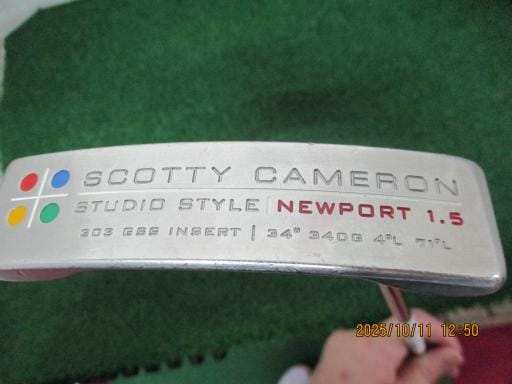 SCOTTY CAMERON
STUDIO STYLE | NEWPORT 1.5
303 GSS INSERT | 34" 340G 4°L 71°L
2025/10/11 12:50